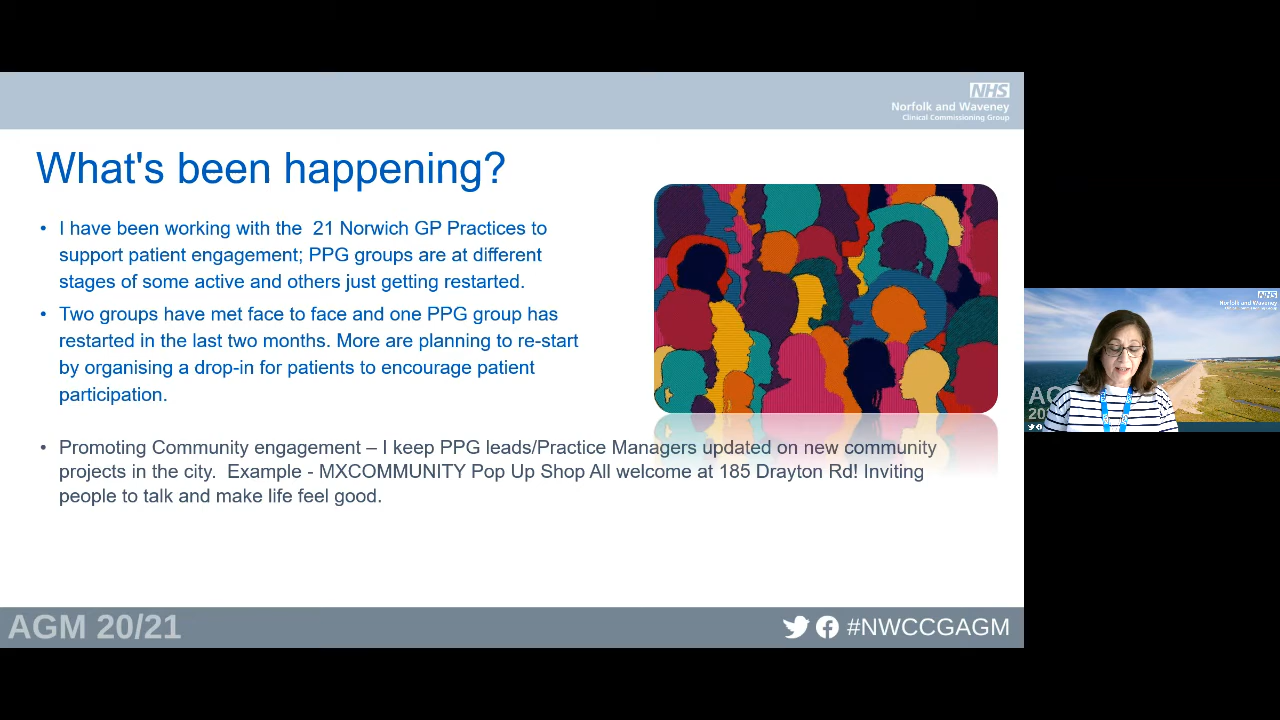 NHS
Norfolk and Waveney
Clinical Commissioning Group
What's been happening?
• I have been working with the 21 Norwich GP Practices to
support patient engagement; PPG groups are at different
stages of some active and others just getting restarted.
• Two groups have met face to face and one PPG group has
restarted in the last two months. More are planning to re-start
by organising a drop-in for patients to encourage patient
participation.
• Promoting Community engagement – I keep PPG leads/Practice Managers updated on new community
projects in the city. Example - MXCOMMUNITY Pop Up Shop All welcome at 185 Drayton Rd! Inviting
people to talk and make life feel good.
AGM 20/21
#NWCCGAGM
NHS
Norfolk and Waveney